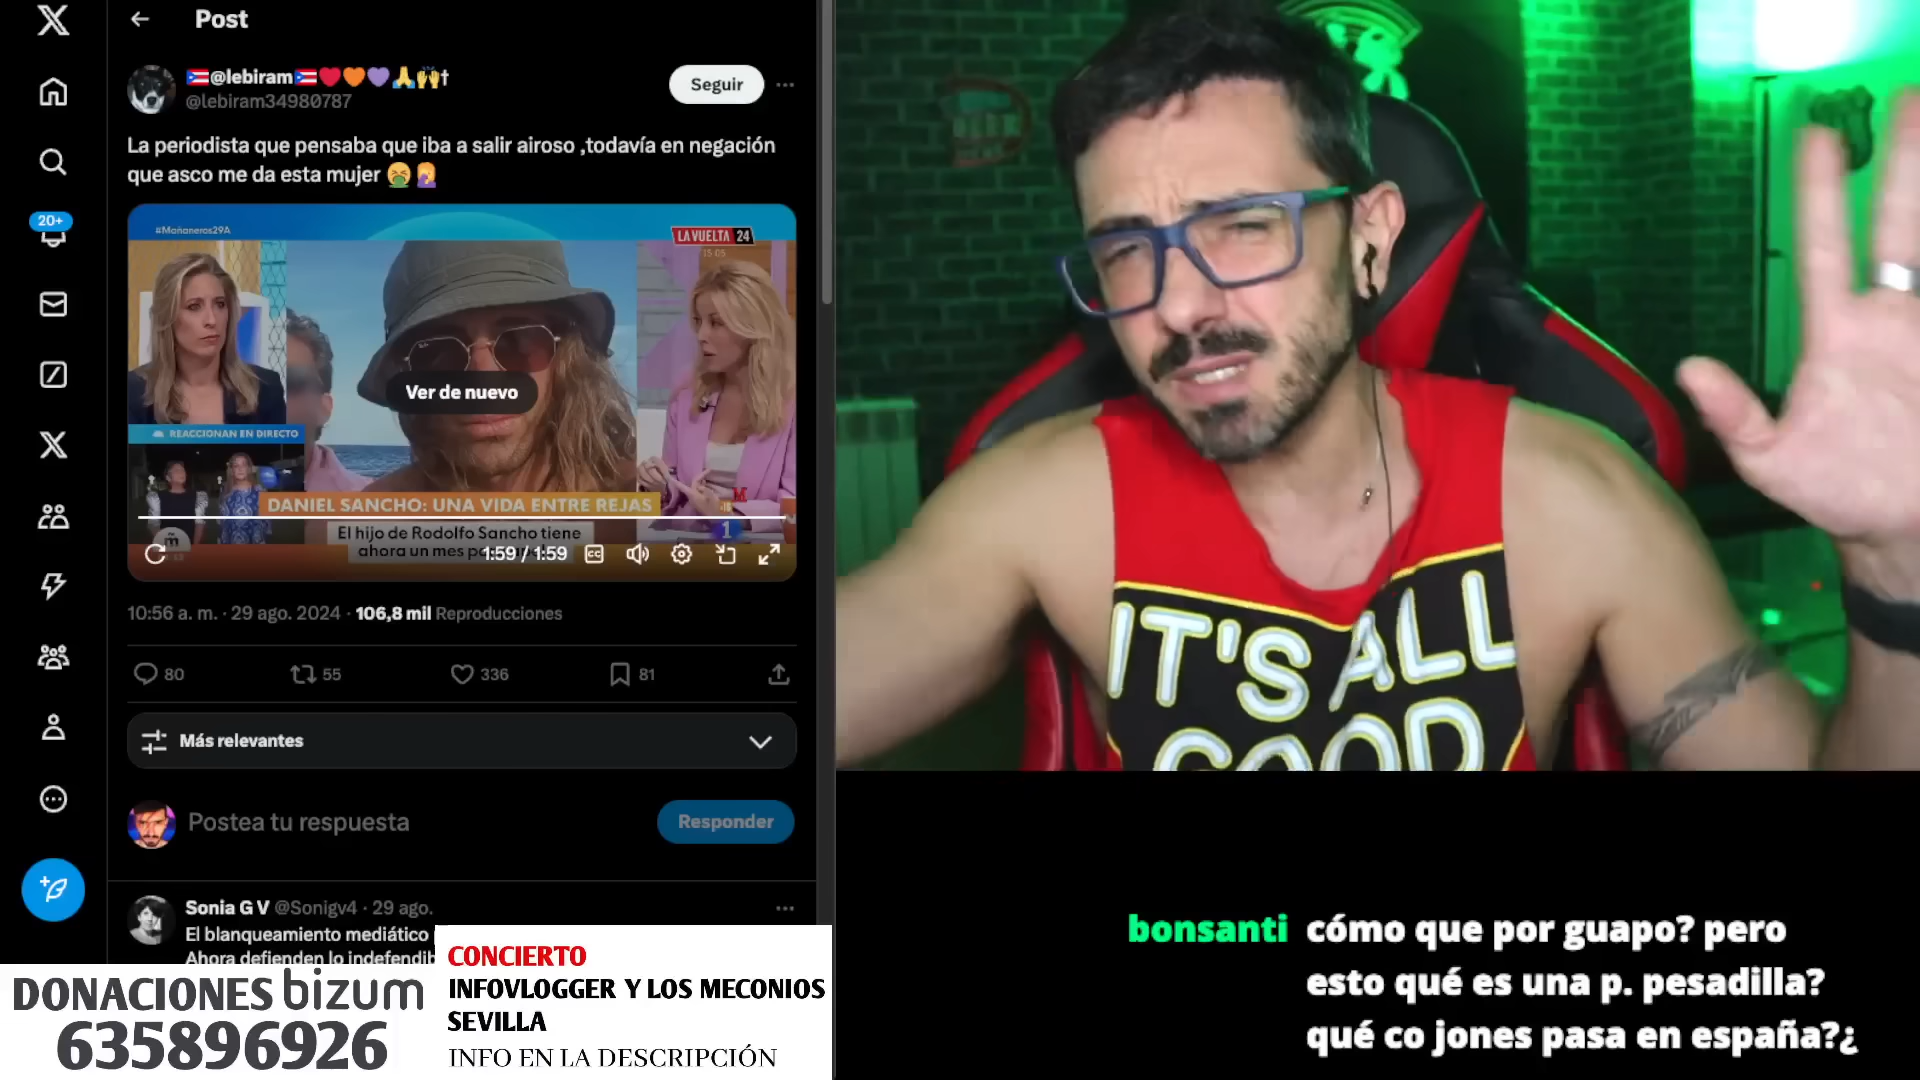 Post
@lebiram
@lebiram34980787
Seguir
La periodista que pensaba que iba a salir airoso ,todavía en negación
que asco me da esta mujer
#Mañaneros29A
LA VUELTA 24
15:05
Ver de nuevo
REACCIONAN EN DIRECTO
DANIEL SANCHO: UNA VIDA ENTRE REJAS
El hijo de Rodolfo Sancho tiene
ahora un mes
1:59 / 1:59
10:56 a. m. · 29 ago. 2024 · 106,8 mil Reproducciones
80
55
336
81
20+
Más relevantes
Postea tu respuesta
Responder
Sonia G V @Sonigv4 · 29 ago.
El blanqueamiento mediático
Ahora defienden lo
DONACIONES bizum
635896926
CONCIERTO
INFOVLOGGER Y LOS MECONIOS
SEVILLA
INFO EN LA DESCRIPCIÓN
IT'S ALL
GOOD
bonsanti cómo que por guapo? pero
esto qué es una p. pesadilla?
qué co jones pasa en españa?¿